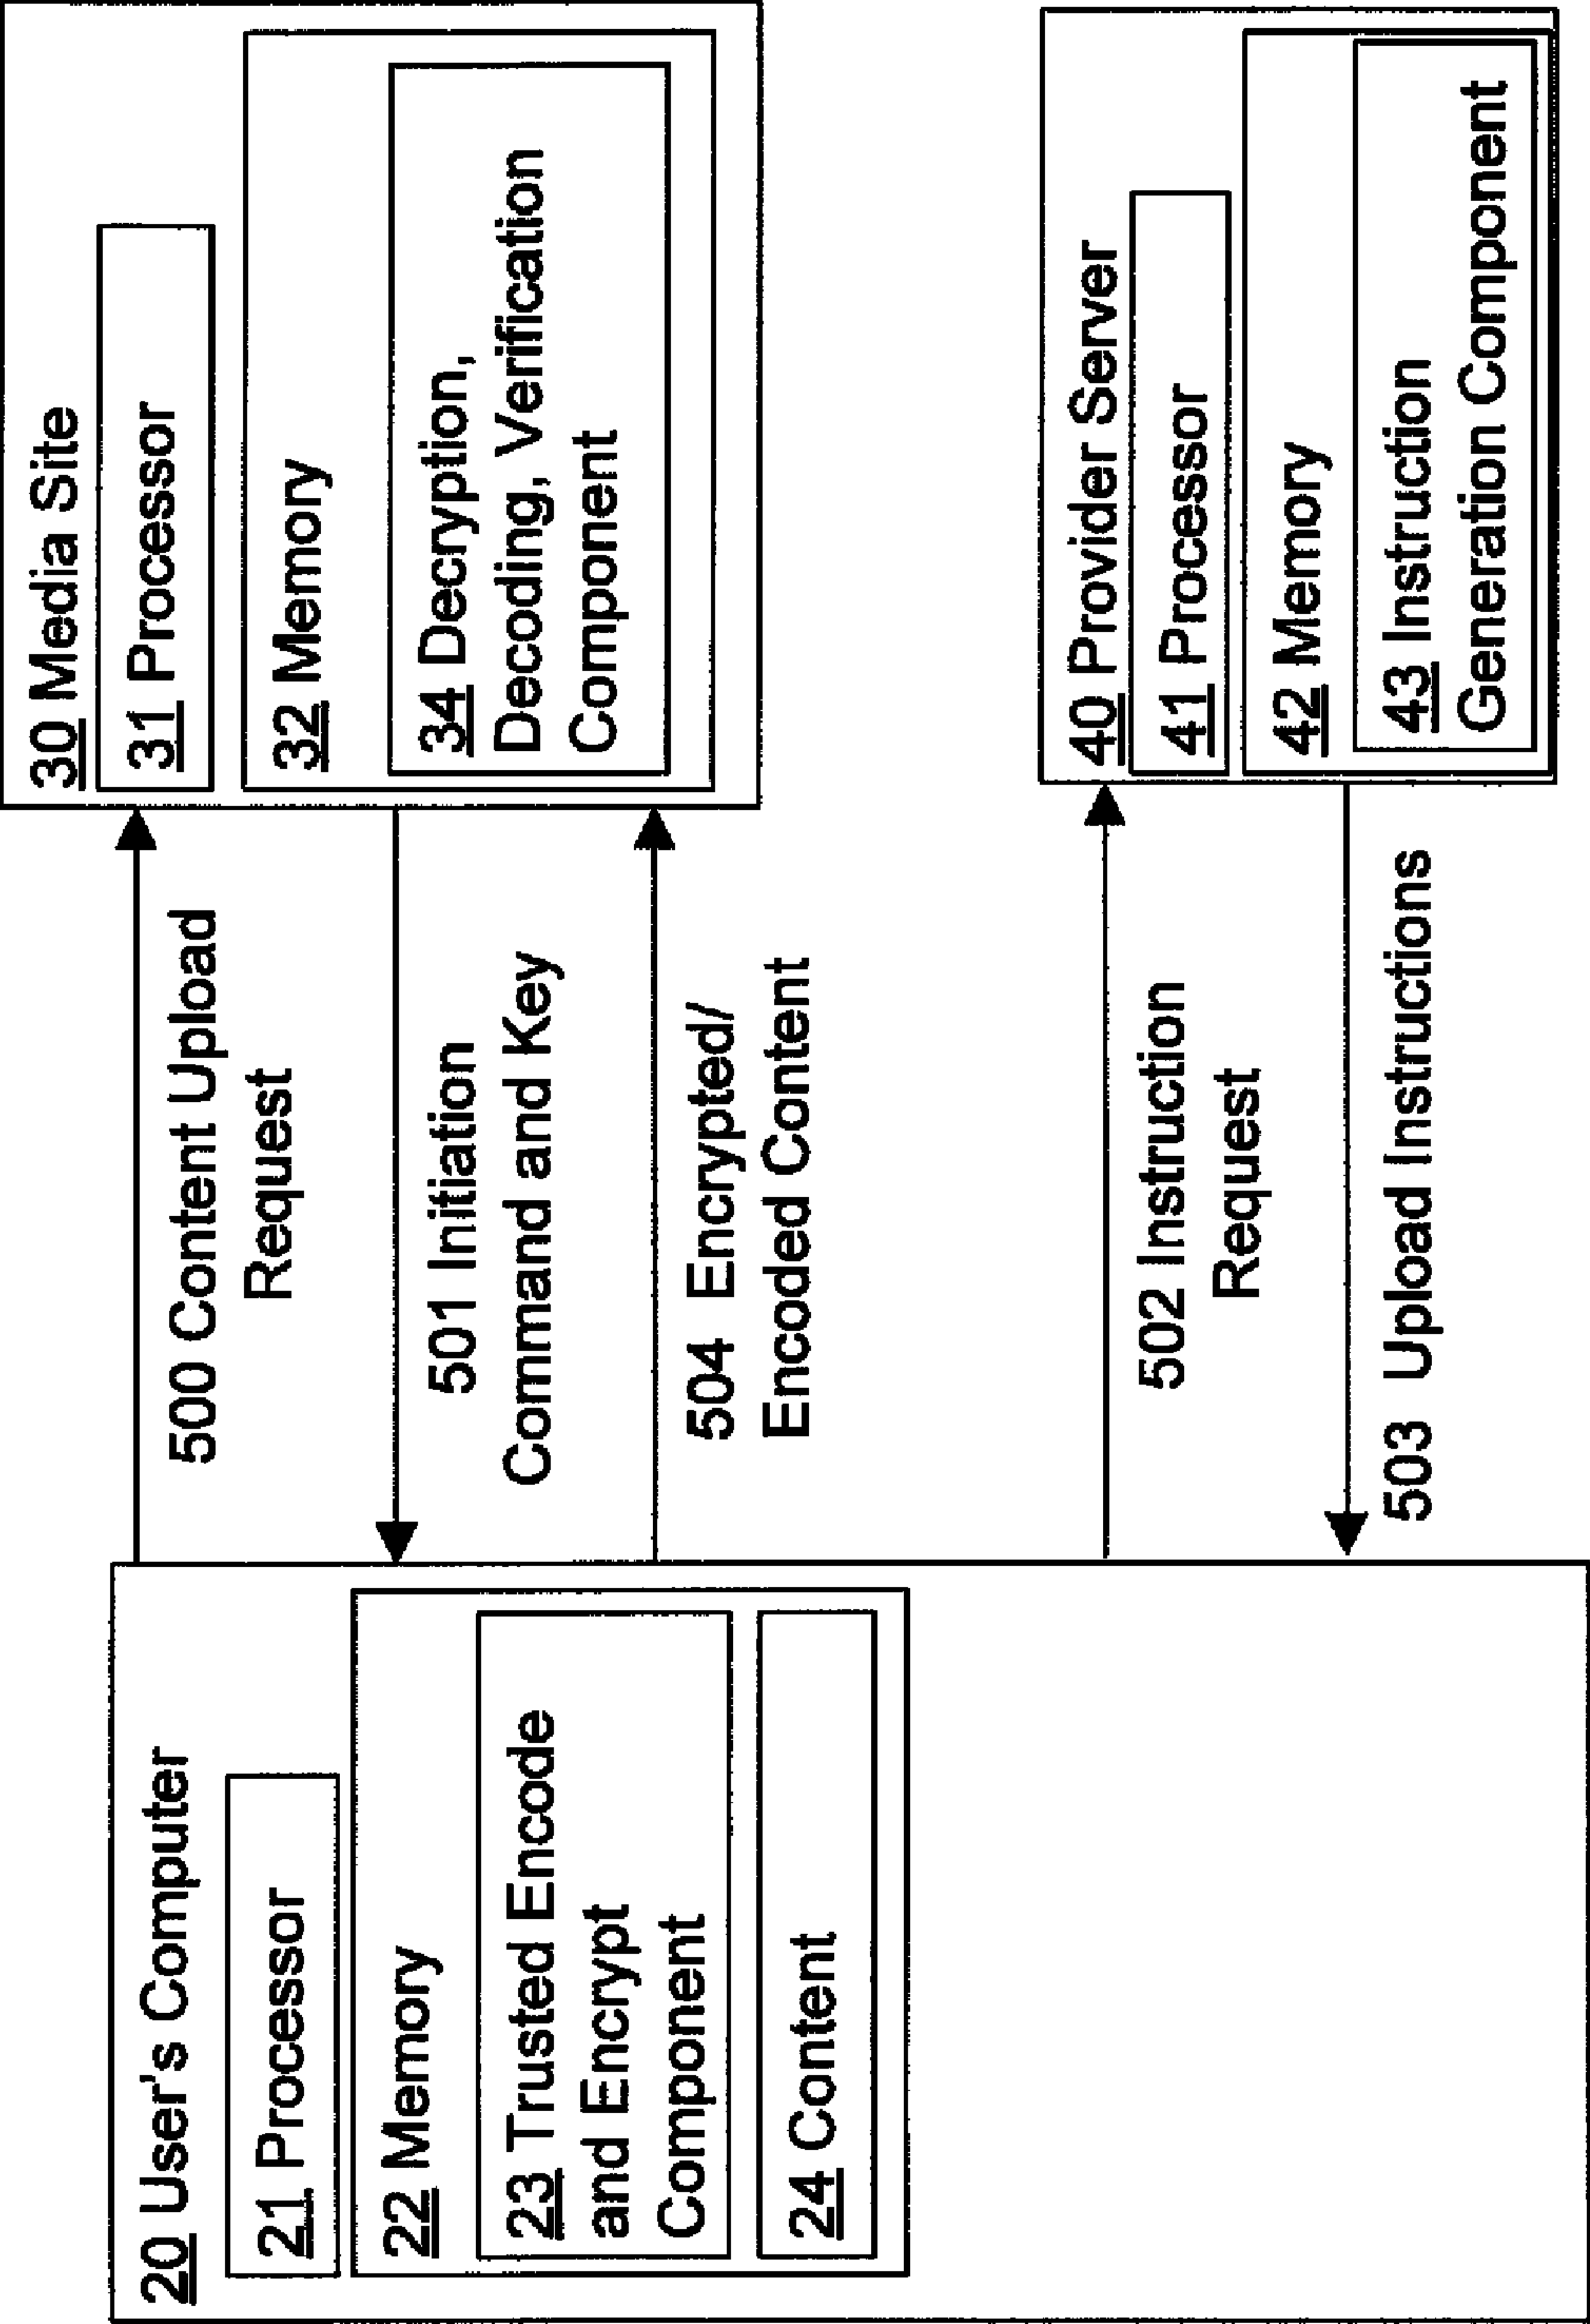 20 User's Computer
21 Processor
22 Memory
23 Trusted Encode
and Encrypt
Component
24 Content
500 Content Upload
Request
501 Initiation
Command and Key
504 Encrypted/
Encoded Content
502 Instruction
Request
503 Upload Instructions
30 Media Site
31 Processor
32 Memory
34 Decryption,
Decoding, Verification
Component
40 Provider Server
41 Processor
42 Memory
43 Instruction
Generation Component